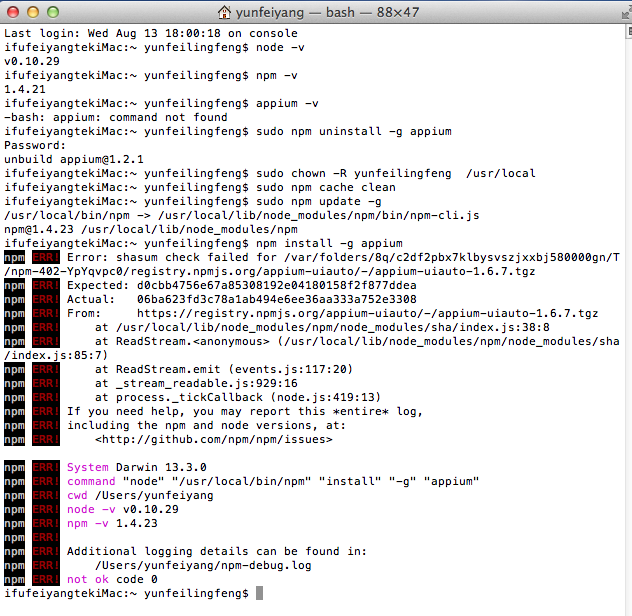 yunfeiyang — bash — 88×47
Last login: Wed Aug 13 18:00:18 on console
ifufeiyangtekiMac:~ yunfeilingfeng$ node -v
v0.10.29
ifufeiyangtekiMac:~ yunfeilingfeng$ npm -v
1.4.21
ifufeiyangtekiMac:~ yunfeilingfeng$ appium -v
-bash: appium: command not found
ifufeiyangtekiMac:~ yunfeilingfeng$ sudo npm uninstall -g appium
Password:
unbuild appium@1.2.1
ifufeiyangtekiMac:~ yunfeilingfeng$ sudo chown -R yunfeilingfeng  /usr/local
ifufeiyangtekiMac:~ yunfeilingfeng$ sudo npm cache clean
ifufeiyangtekiMac:~ yunfeilingfeng$ sudo npm update -g
/usr/local/bin/npm -> /usr/local/lib/node_modules/npm/bin/npm-cli.js
npm@1.4.23 /usr/local/lib/node_modules/npm
ifufeiyangtekiMac:~ yunfeilingfeng$ npm install -g appium
npm ERR! Error: shasum check failed for /var/folders/8q/c2df2pbx7klbysvszjxxbj580000gn/T
/npm-402-YpYqvpc0/registry.npmjs.org/appium-uiauto/-/appium-uiauto-1.6.7.tgz
npm ERR! Expected: d0cbb4756e67a85308192e04180158f2f877ddea
npm ERR! Actual:   06ba623fd3c78a1ab494e6ee36aa333a752e3308
npm ERR! From:     https://registry.npmjs.org/appium-uiauto/-/appium-uiauto-1.6.7.tgz
npm ERR!     at /usr/local/lib/node_modules/npm/node_modules/sha/index.js:38:8
npm ERR!     at ReadStream.<anonymous> (/usr/local/lib/node_modules/npm/node_modules/sha
/index.js:85:7)
npm ERR!     at ReadStream.emit (events.js:117:20)
npm ERR!     at _stream_readable.js:929:16
npm ERR!     at process._tickCallback (node.js:419:13)
npm ERR! If you need help, you may report this *entire* log,
npm ERR! including the npm and node versions, at:
npm ERR!     <http://github.com/npm/npm/issues>
npm ERR! System Darwin 13.3.0
npm ERR! command "node" "/usr/local/bin/npm" "install" "-g" "appium"
npm ERR! cwd /Users/yunfeiyang
npm ERR! node -v v0.10.29
npm ERR! npm -v 1.4.23
npm ERR!
npm ERR! Additional logging details can be found in:
npm ERR!     /Users/yunfeiyang/npm-debug.log
npm ERR! not ok code 0
ifufeiyangtekiMac:~ yunfeilingfeng$